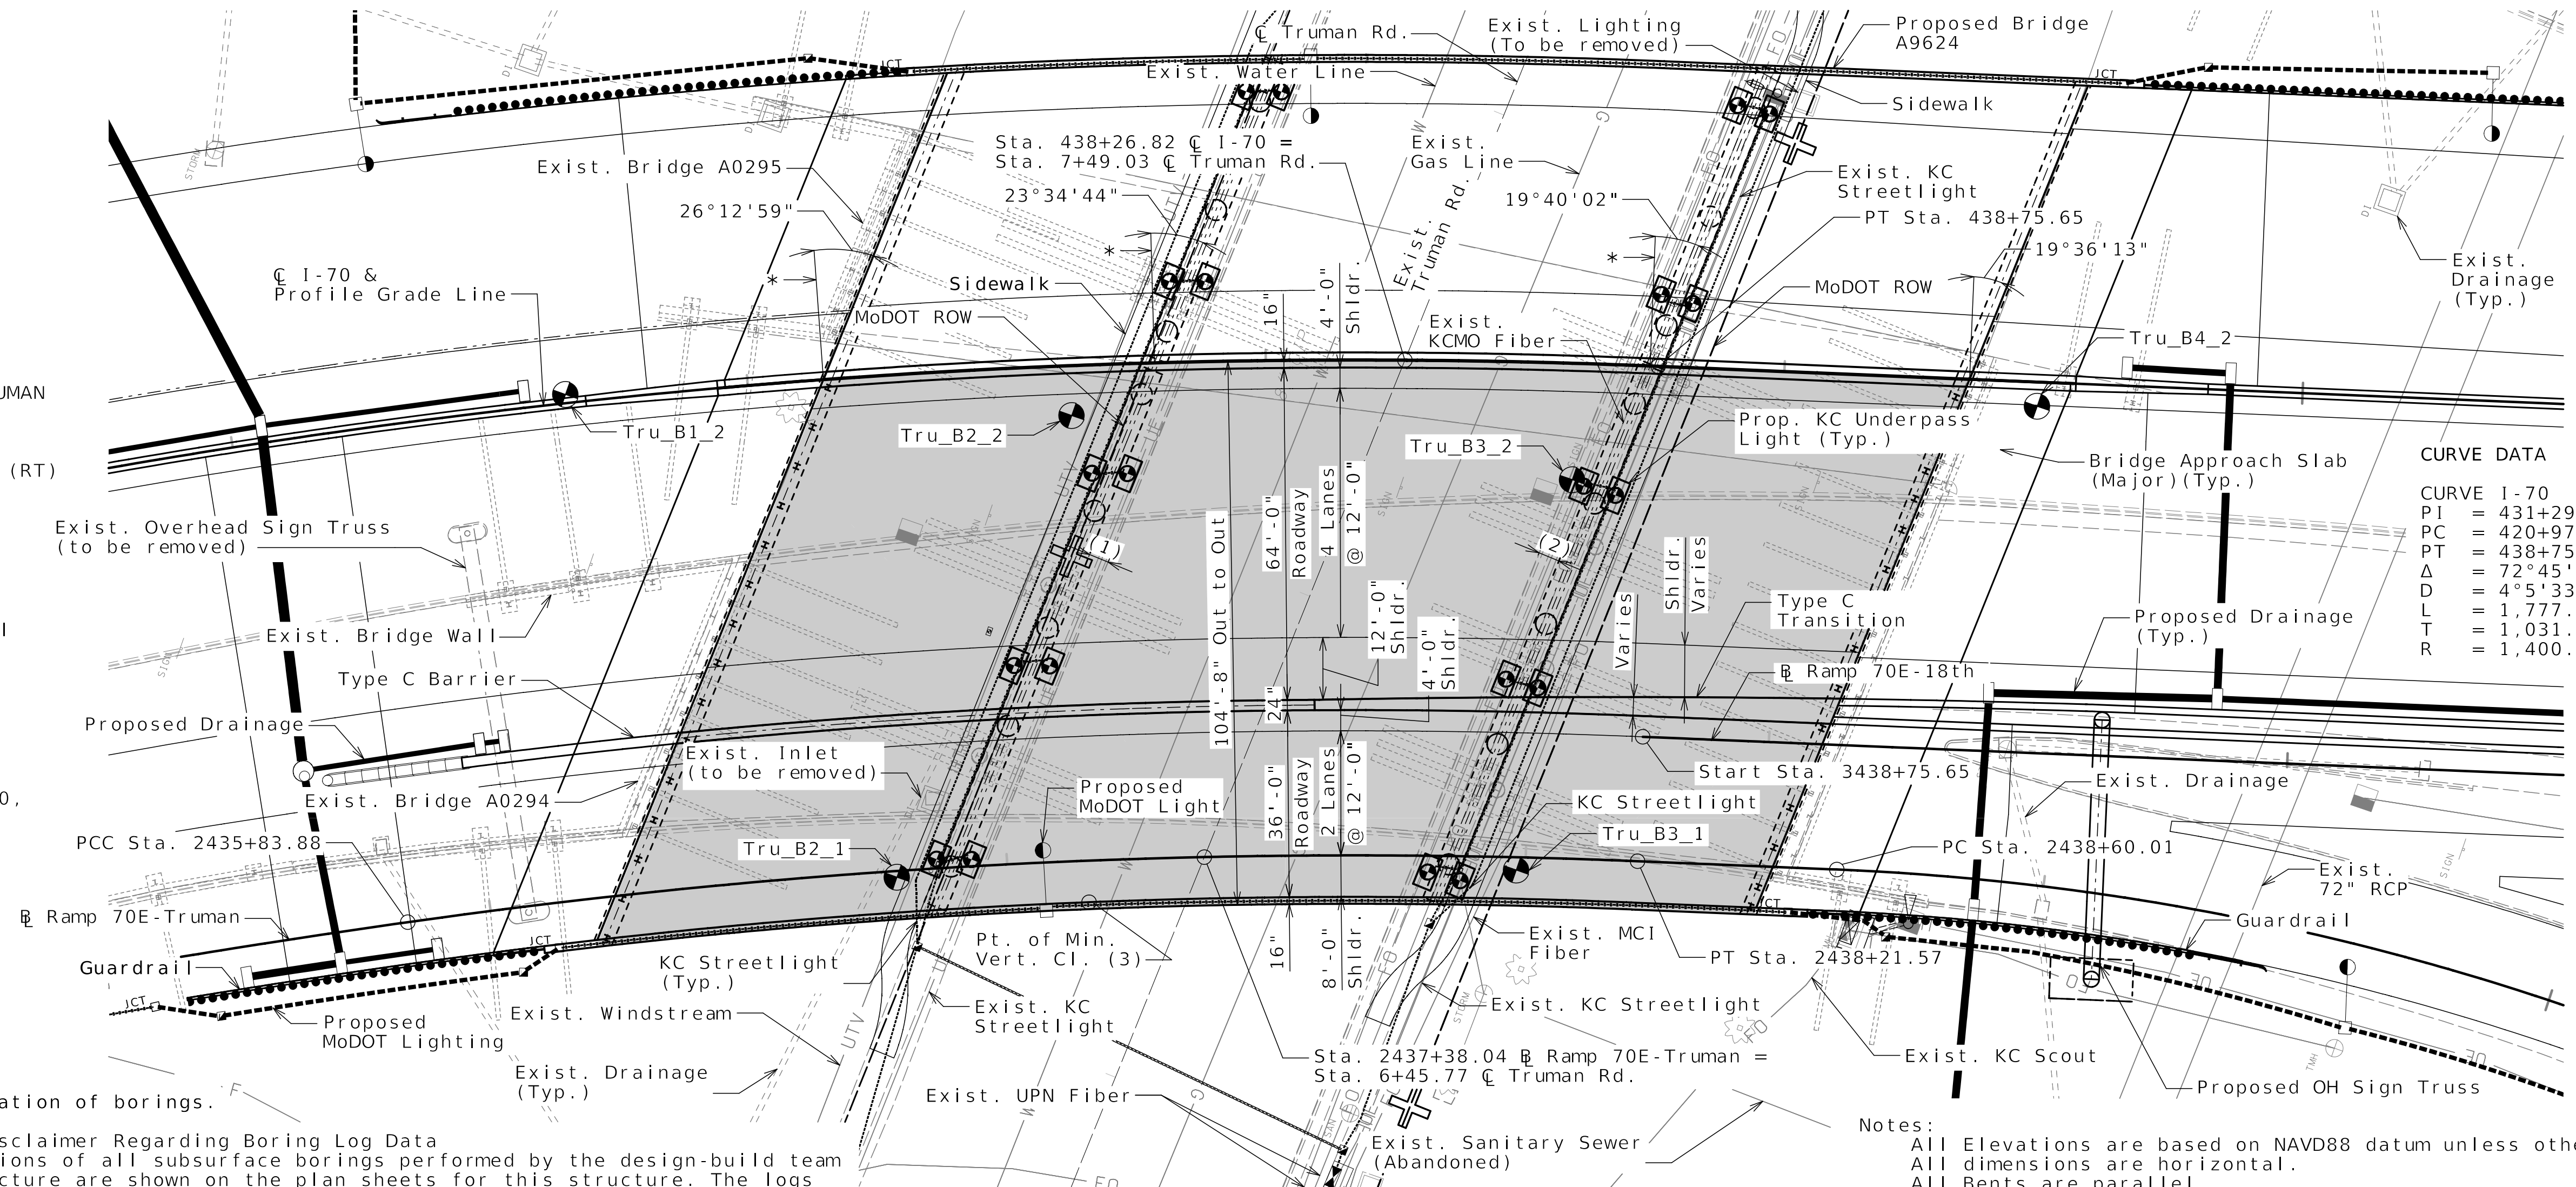 ℄ Truman Rd.
Exist. Lighting
(To be removed)
Proposed Bridge
A9624
JCT
Exist. Water Line
JCT
Sidewalk
Sta. 438+26.82 ℄ I-70 =
Sta. 7+49.03 ℄ Truman Rd.
Exist.
Gas Line
Exist. Bridge A0295
Exist. KC
Streetlight
23°34'44"
19°40'02"
26°12'59"
PT Sta. 438+75.65
19°36'13"
*
*
*
Exist.
Truman Rd.
Exist.
Drainage
(Typ.)
℄ I-70 &
Profile Grade Line
Sidewalk
MoDOT ROW
MoDOT ROW
16"
4'-0"
Shldr.
Exist.
KCMO Fiber
Tru_B4_2
UMAN
Tru_B1_2
Tru_B2_2
Tru_B3_2
Prop. KC Underpass
Light (Typ.)
Bridge Approach Slab
(Major)(Typ.)
(RT)
CURVE DATA
CURVE I-70
PI = 431+29
PC = 420+97
PT = 438+75
Δ = 72°45'
D = 4°5'33
L = 1,777.
T = 1,031.
R = 1,400.
Exist. Overhead Sign Truss
(to be removed)
(1)
(2)
104'-8" Out to Out
64'-0"
Roadway
4 Lanes
@ 12'-0"
12'-0"
Shldr.
4'-0"
Shldr.
Varies
Shldr.
Varies
Type C
Transition
Exist. Bridge Wall
Proposed Drainage
(Typ.)
Type C Barrier
℄ Ramp 70E-18th
24"
Proposed Drainage
Exist. Inlet
(to be removed)
Start Sta. 3438+75.65
Exist. Drainage
Exist. Bridge A0294
Proposed
MoDOT Light
KC Streetlight
0,
PCC Sta. 2435+83.88
Tru_B2_1
36'-0"
Roadway
2 Lanes
@ 12'-0"
Tru_B3_1
PC Sta. 2438+60.01
Exist.
72" RCP
JCT
℄ Ramp 70E-Truman
Guardrail
JCT
Pt. of Min.
Vert. Cl. (3)
16"
8'-0"
Shldr.
Exist. MCI
Fiber
PT Sta. 2438+21.57
Guardrail
KC Streetlight
(Typ.)
JCT
Proposed
MoDOT Lighting
Exist. Windstream
Exist. KC
Streetlight
Exist. KC Streetlight
Sta. 2437+38.04 ℄ Ramp 70E-Truman =
Sta. 6+45.77 ℄ Truman Rd.
Exist. KC Scout
Exist. Drainage
(Typ.)
Proposed OH Sign Truss
Exist. UPN Fiber
ation of borings.
Exist. Sanitary Sewer
(Abandoned)
sclaimer Regarding Boring Log Data
ions of all subsurface borings performed by the design-build team
cture are shown on the plan sheets for this structure. The logs
Notes:
All Elevations are based on NAVD88 datum unless othe
All dimensions are horizontal.
All Bents are parallel